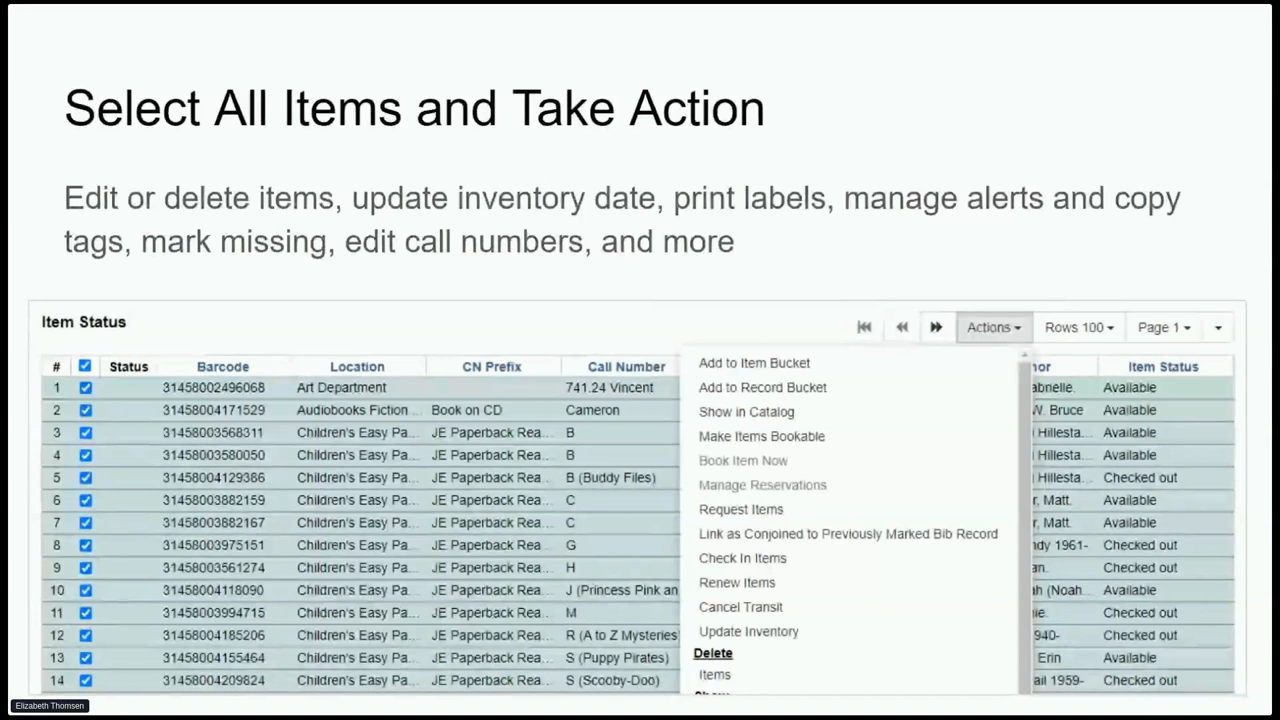 Select All Items and Take Action
Edit or delete items, update inventory date, print labels, manage alerts and copy
tags, mark missing, edit call numbers, and more
Item Status
Actions Rows 100 Page 1
# Status Barcode Location CN Prefix Call Number Item Status
1 31458002496068 Art Department 741.24 Vincent Available
2 31458004171529 Audiobooks Fiction ... Book on CD Cameron W. Bruce Available
3 31458003568311 Children's Easy Pa... JE Paperback Rea... B Hillesta... Available
4 31458003580050 Children's Easy Pa... JE Paperback Rea... B Hillesta... Available
5 31458004129386 Children's Easy Pa... JE Paperback Rea... B (Buddy Files) Hillesta... Checked out
6 31458003882159 Children's Easy Pa... JE Paperback Rea... C r, Matt. Available
7 31458003882167 Children's Easy Pa... JE Paperback Rea... C r, Matt. Available
8 31458003975151 Children's Easy Pa... JE Paperback Rea... G ndy 1961- Checked out
9 31458003561274 Children's Easy Pa... JE Paperback Rea... H an. Checked out
10 31458004118090 Children's Easy Pa... JE Paperback Rea... J (Princess Pink an (Noah... Checked out
11 31458003994715 Children's Easy Pa... JE Paperback Rea... M Checked out
12 31458004185206 Children's Easy Pa... JE Paperback Rea... R (A to Z Mysteries 940- Checked out
13 31458004155464 Children's Easy Pa... JE Paperback Rea... S (Puppy Pirates) Erin Available
14 31458004209824 Children's Easy Pa... JE Paperback Rea... S (Scooby-Doo) ail 1959- Checked out
Add to Item Bucket
Add to Record Bucket
Show in Catalog
Make Items Bookable
Book Item Now
Manage Reservations
Request Items
Link as Conjoined to Previously Marked Bib Record
Check In Items
Renew Items
Cancel Transit
Update Inventory
Delete
Items
Elizabeth Thomsen